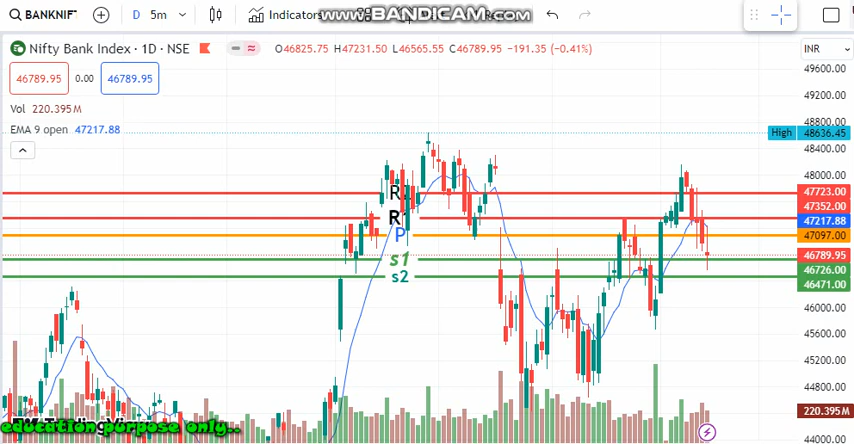 BANKNIFT D 5m Indicators
www.BANDICAM.com
Nifty Bank Index · 1D · NSE O46825.75 H47231.50 L46565.55 C46789.95 -191.35 (-0.41%) INR
46789.95 0.00 46789.95
Vol 220.395M
EMA 9 open 47217.88
49600.00
49200.00
High 48636.45
48400.00
48000.00
R 47723.00
R 47352.00
47217.88
P 47097.00
46789.95
s1 46726.00
s2 46471.00
46000.00
45600.00
45200.00
44800.00
220.395M
44000.00
education purpose only..